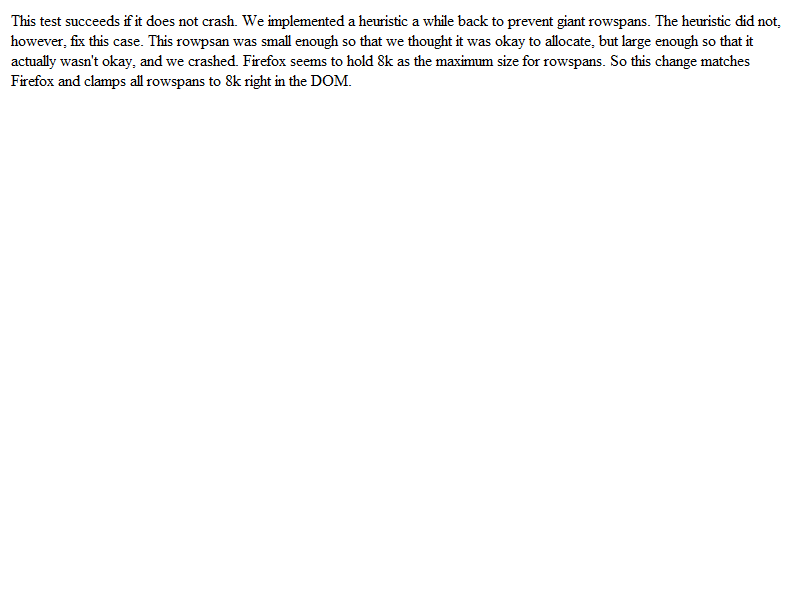 This test succeeds if it does not crash. We implemented a heuristic a while back to prevent giant rowspans. The heuristic did not,
however, fix this case. This rowpsan was small enough so that we thought it was okay to allocate, but large enough so that it
actually wasn't okay, and we crashed. Firefox seems to hold 8k as the maximum size for rowspans. So this change matches
Firefox and clamps all rowspans to 8k right in the DOM.